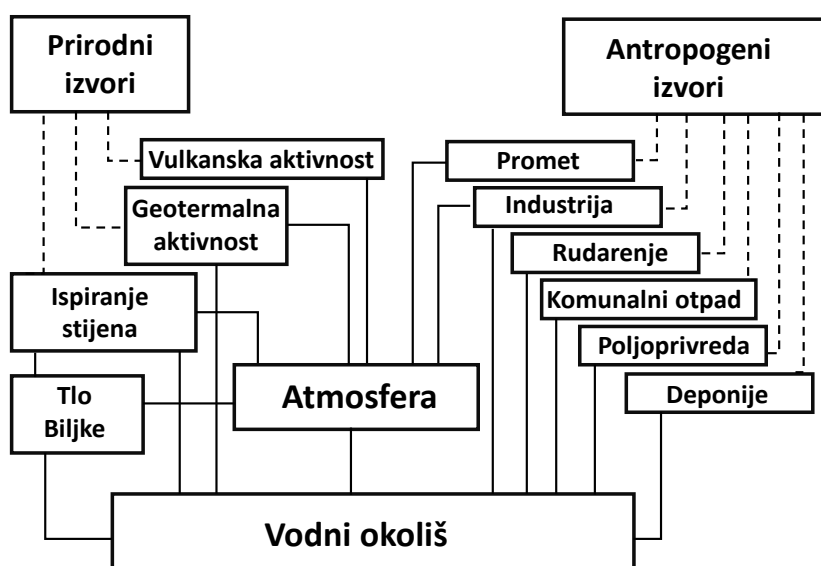 Prirodni
izvori
Antropogeni
izvori
Vulkanska aktivnost
Promet
Geotermalna
aktivnost
Industrija
Rudarenje
Ispiranje
stijena
Komunalni otpad
Poljoprivreda
Tlo
Biljke
Atmosfera
Deponije
Vodni okoliš